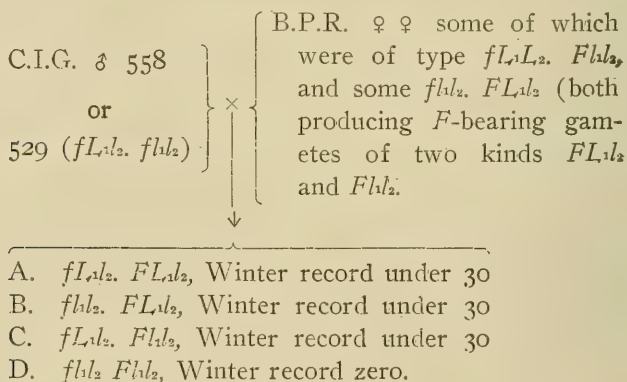 C.I.G. ♂ 558
or
529 (fL₁l₂. fl₁l₂)
×
B.P.R. ♀ ♀ some of which
were of type fL₁L₂. Fl₁l₂,
and some fl₁l₂. FL₁l₂ (both
producing F-bearing gam-
etes of two kinds FL₁l₂
and Fl₁l₂.
A. fL₁l₂. FL₁l₂, Winter record under 30
B. fl₁l₂. FL₁l₂, Winter record under 30
C. fL₁l₂. Fl₁l₂, Winter record under 30
D. fl₁l₂ Fl₁l₂, Winter record zero.